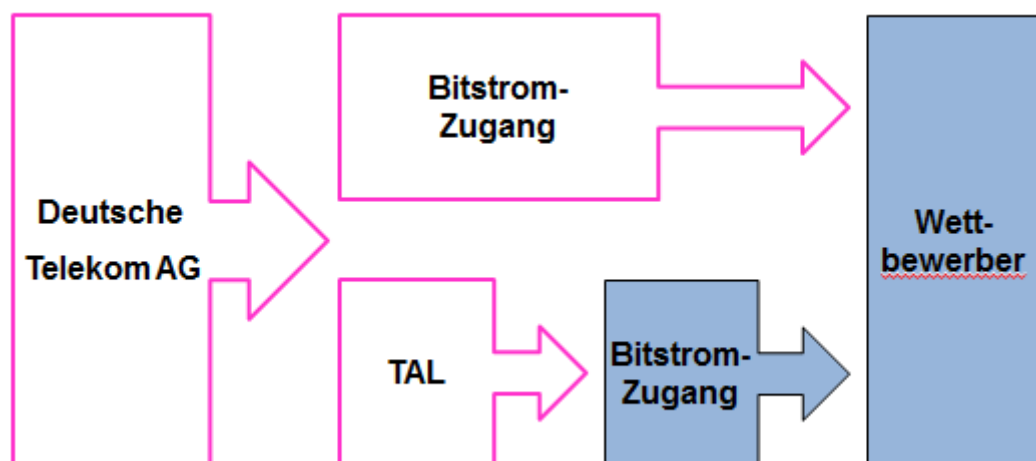 Deutsche
Telekom AG
Bitstrom-
Zugang
TAL
Bitstrom-
Zugang
Wett-
bewerber